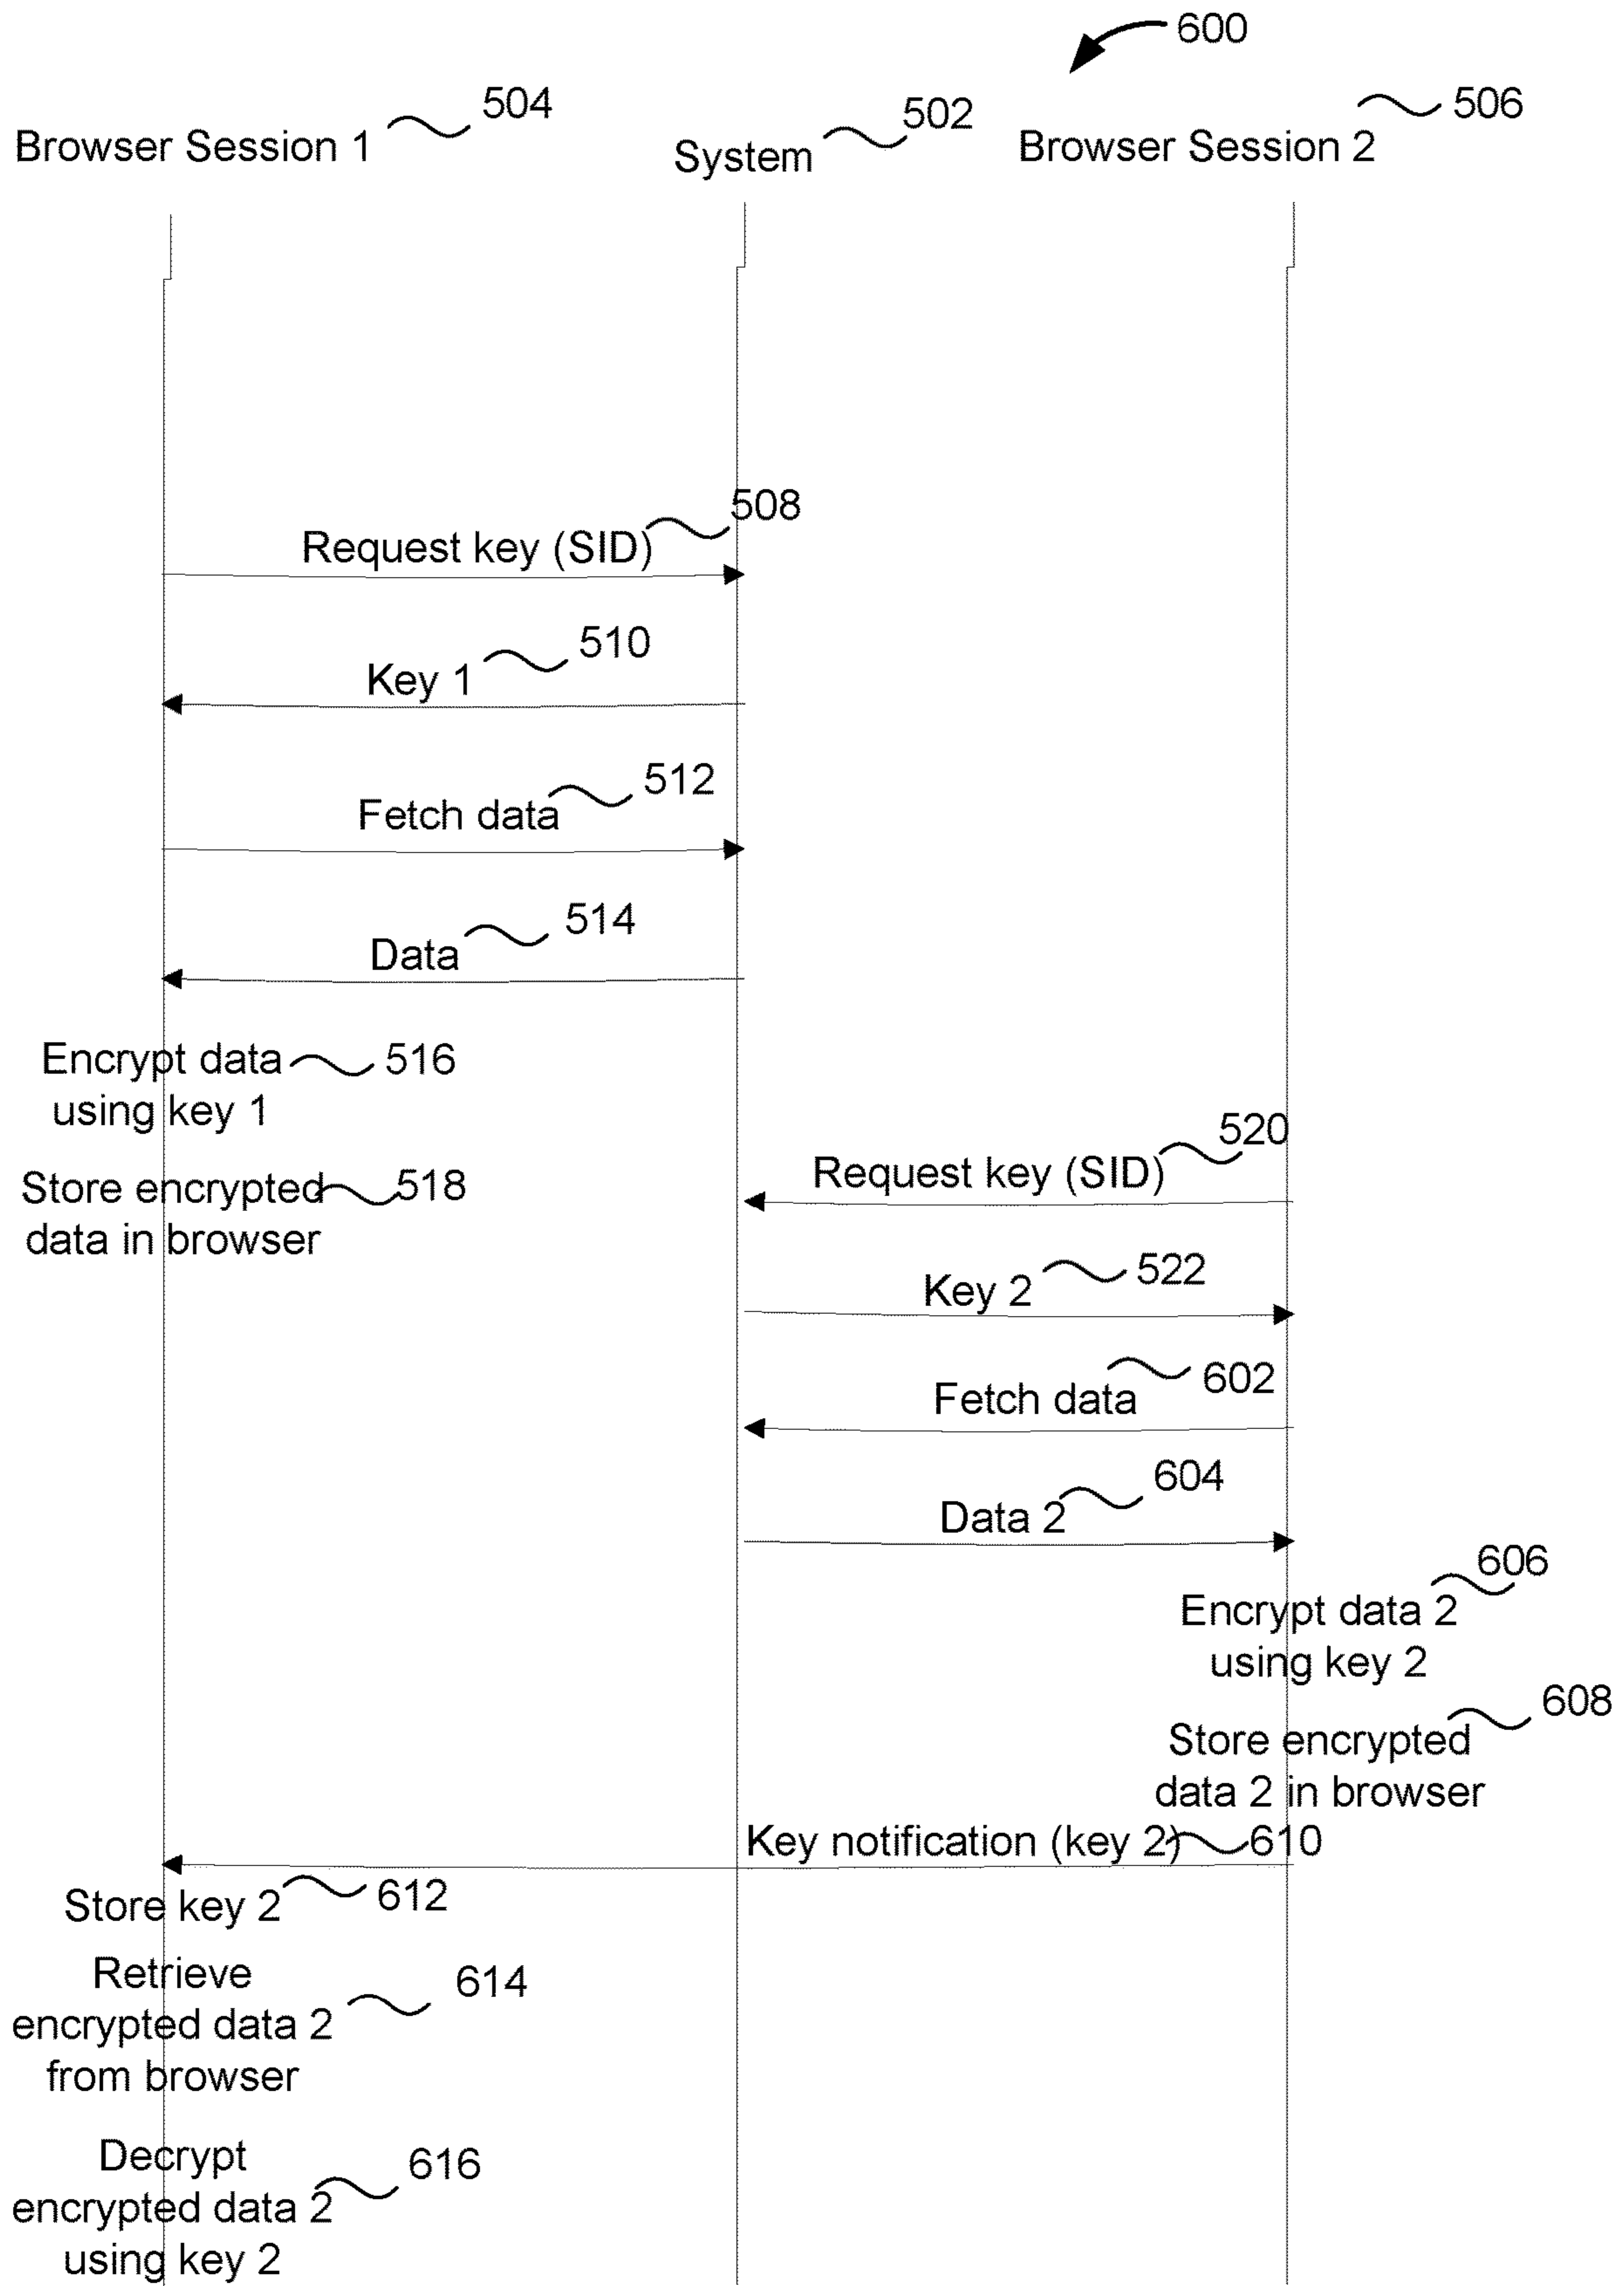 600
504
Browser Session 1
502
System
506
Browser Session 2
508
Request key (SID)
510
Key 1
512
Fetch data
514
Data
Encrypt data 516
using key 1
Store encrypted 518
data in browser
520
Request key (SID)
522
Key 2
602
Fetch data
604
Data 2
606
Encrypt data 2
using key 2
608
Store encrypted
data 2 in browser
Key notification (key 2) 610
Store key 2 612
Retrieve
encrypted data 2
from browser
614
Decrypt
encrypted data 2
using key 2
616